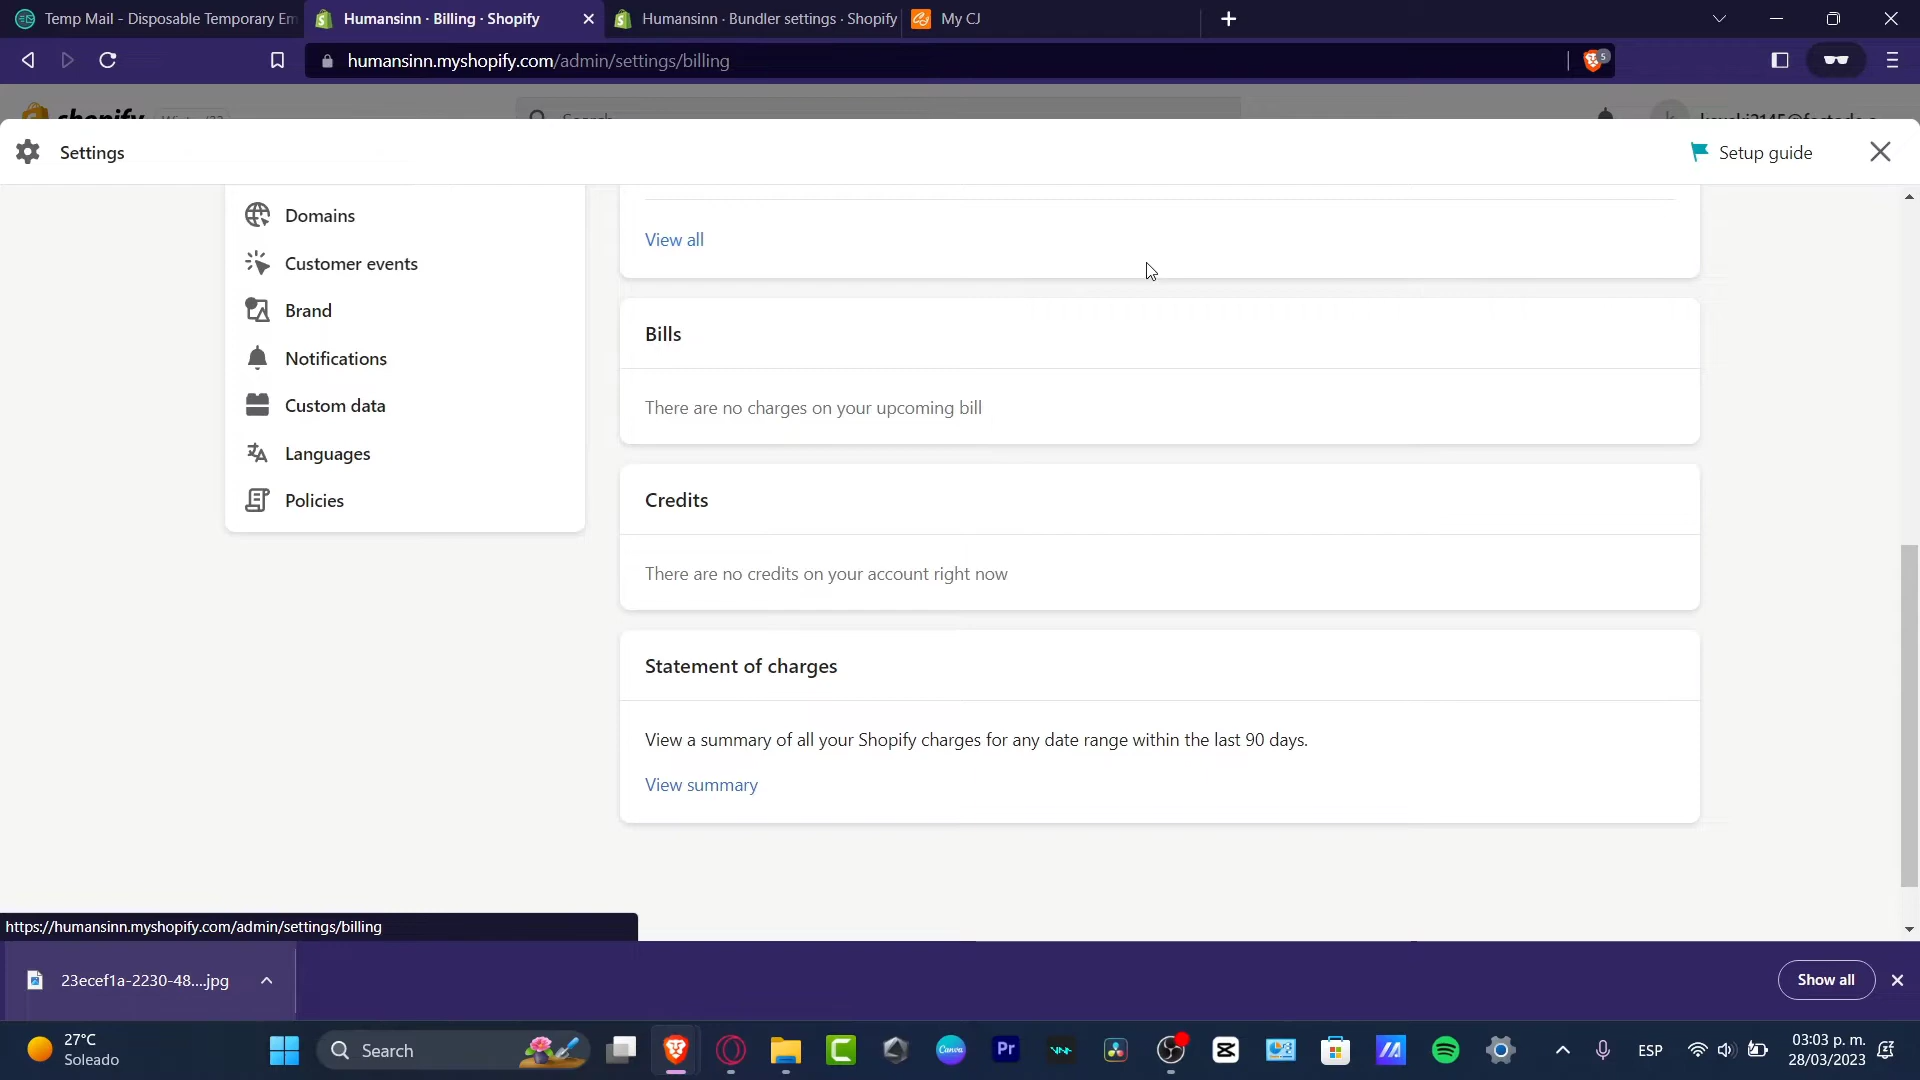 Temp Mail - Disposable Temporary Em
Humansinn · Billing · Shopify
Humansinn · Bundler settings · Shopify
My CJ
humansinn.myshopify.com/admin/settings/billing
5
shopify
Search
Settings
Setup guide
Domains
Customer events
Brand
Notifications
Custom data
Languages
Policies
View all
Bills
There are no charges on your upcoming bill
Credits
There are no credits on your account right now
Statement of charges
View a summary of all your Shopify charges for any date range within the last 90 days.
View summary
https://humansinn.myshopify.com/admin/settings/billing
23ecef1a-2230-48....jpg
Show all
27°C
Soleado
Search
Canva
Pr
ESP
03:03 p. m.
28/03/2023